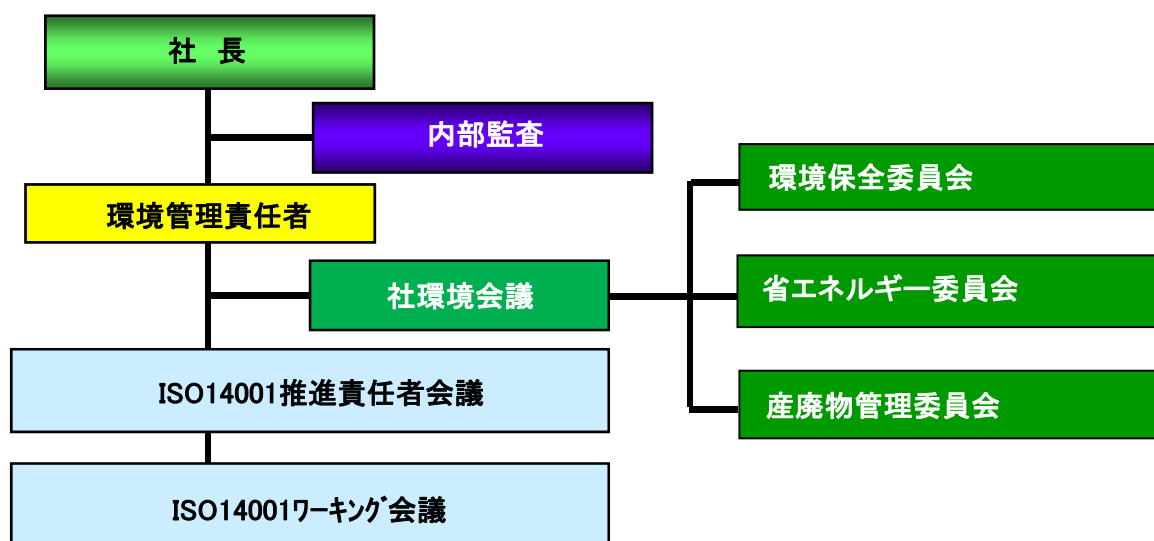 社 長
内部監査
環境管理責任者
社環境会議
環境保全委員会
省エネルギー委員会
産廃物管理委員会
ISO14001推進責任者会議
ISO14001ﾜｰｷﾝｸﾞ会議